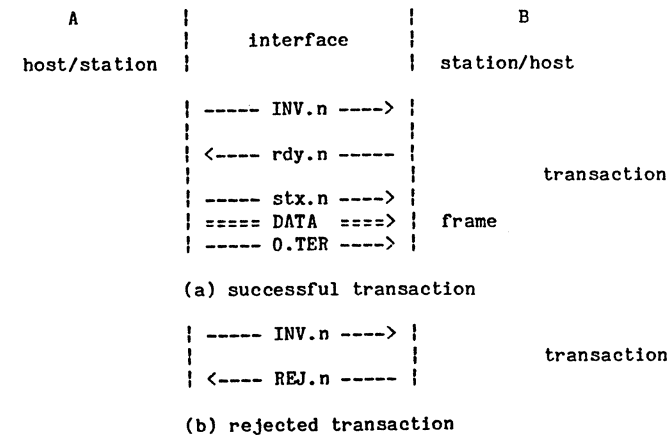 A ¦ ¦ B
¦ interface ¦
host/station ¦ ¦ station/host
¦ ----- INV.n ----> ¦
¦ <---- rdy.n ----- ¦
transaction
¦ ----- stx.n ----> ¦
¦ ===== DATA ====> ¦ frame
¦ ----- O.TER ----> ¦
(a) successful transaction
¦ ----- INV.n ----> ¦
transaction
¦ <---- REJ.n ----- ¦
(b) rejected transaction